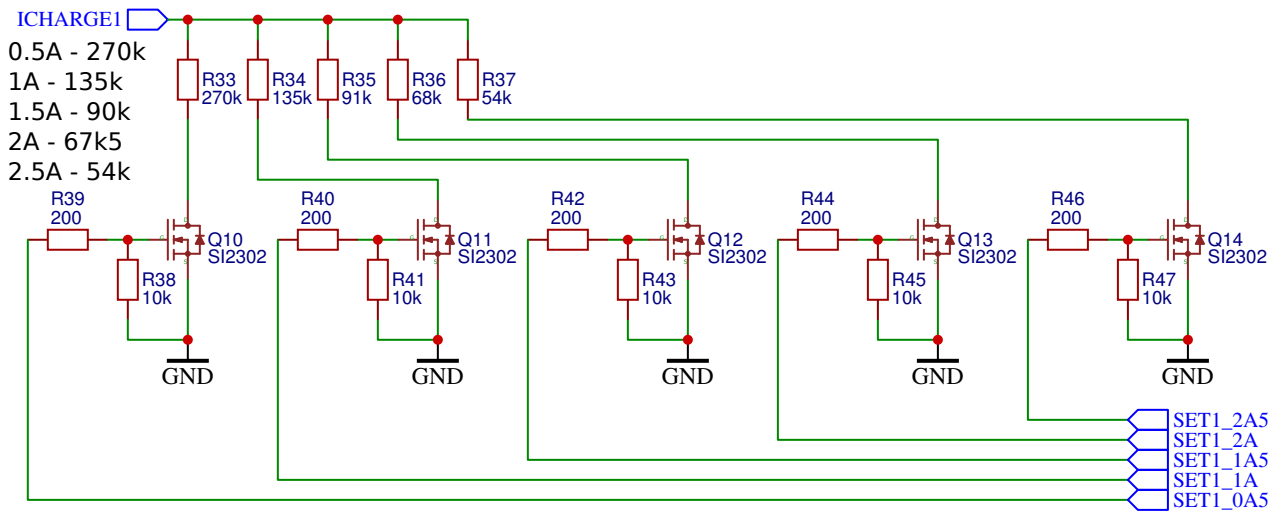 ICHARGE1
0.5A - 270k
1A - 135k
1.5A - 90k
2A - 67k5
2.5A - 54k
R33
270k
R34
135k
R35
91k
R36
68k
R37
54k
R39
200
R40
200
R42
200
R44
200
R46
200
D
G
S
Q10
SI2302
D
G
S
Q11
SI2302
D
G
S
Q12
SI2302
D
G
S
Q13
SI2302
D
G
S
Q14
SI2302
R38
10k
R41
10k
R43
10k
R45
10k
R47
10k
GND
GND
GND
GND
GND
SET1_2A5
SET1_2A
SET1_1A5
SET1_1A
SET1_0A5